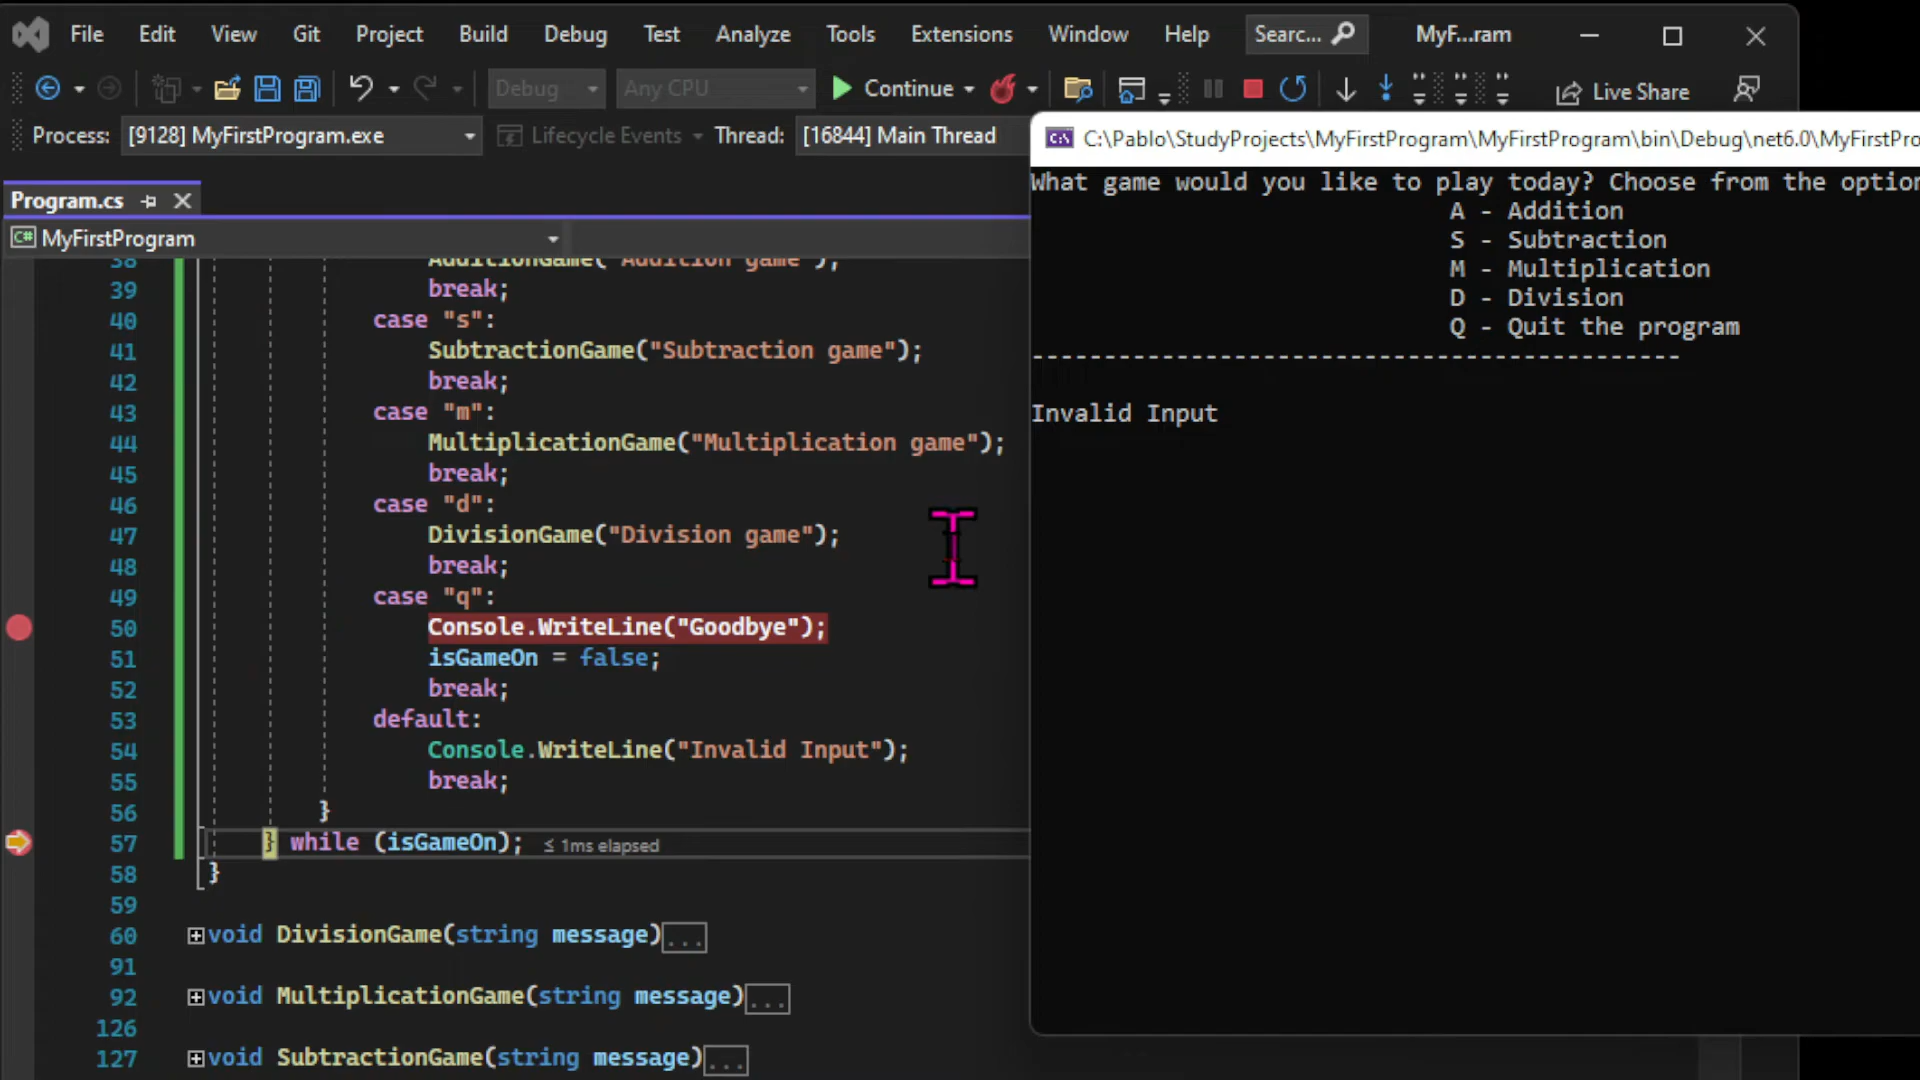 File Edit View Git Project Build Debug Test Analyze Tools Extensions Window Help Searc... MyF...ram
Debug Any CPU Continue Live Share
Process: [9128] MyFirstProgram.exe Lifecycle Events Thread: [16844] Main Thread
C:\Pablo\StudyProjects\MyFirstProgram\MyFirstProgram\bin\Debug\net6.0\MyFirstPro
Program.cs
C# MyFirstProgram
38 AdditionGame("Addition game");
39 break;
40 case "s":
41 SubtractionGame("Subtraction game");
42 break;
43 case "m":
44 MultiplicationGame("Multiplication game");
45 break;
46 case "d":
47 DivisionGame("Division game");
48 break;
49 case "q":
50 Console.WriteLine("Goodbye");
51 isGameOn = false;
52 break;
53 default:
54 Console.WriteLine("Invalid Input");
55 break;
56 }
57 } while (isGameOn); ≤ 1ms elapsed
58 }
59
60 void DivisionGame(string message)...
91
92 void MultiplicationGame(string message)...
126
127 void SubtractionGame(string message)...
What game would you like to play today? Choose from the option
A - Addition
S - Subtraction
M - Multiplication
D - Division
Q - Quit the program
---------------------------------------------
Invalid Input